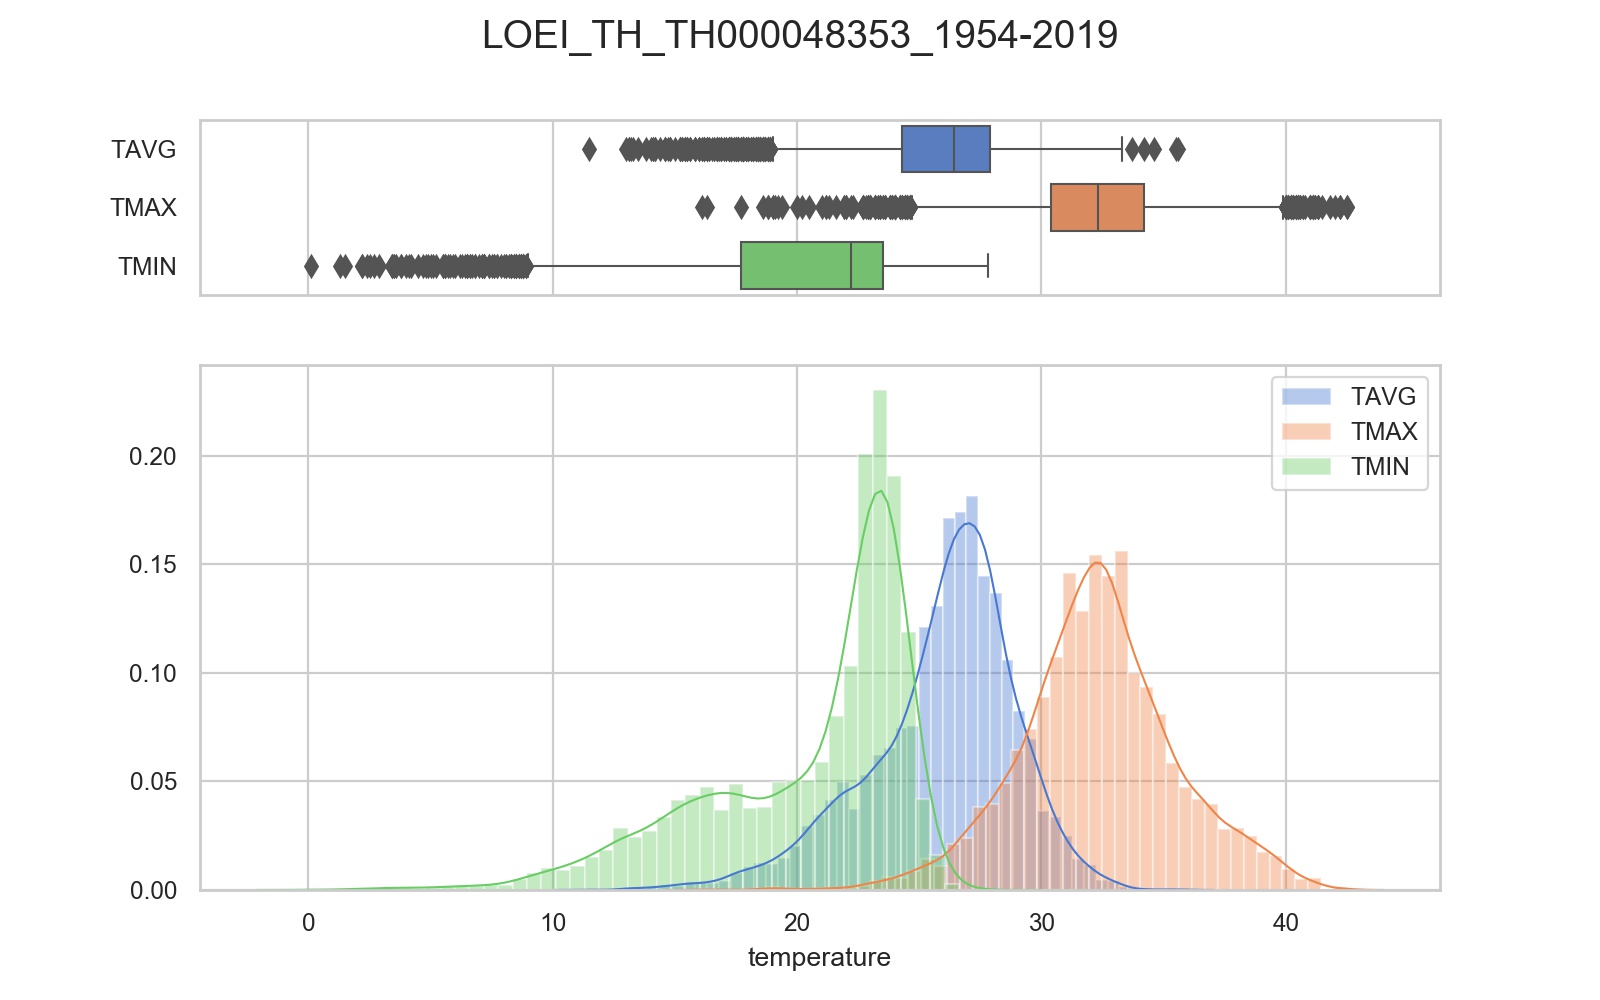 LOEI_TH_TH000048353_1954-2019
TAVG
TMAX
TMIN
TAVG
TMAX
TMIN
0.20
0.15
0.10
0.05
0.00
0 10 20 30 40
temperature